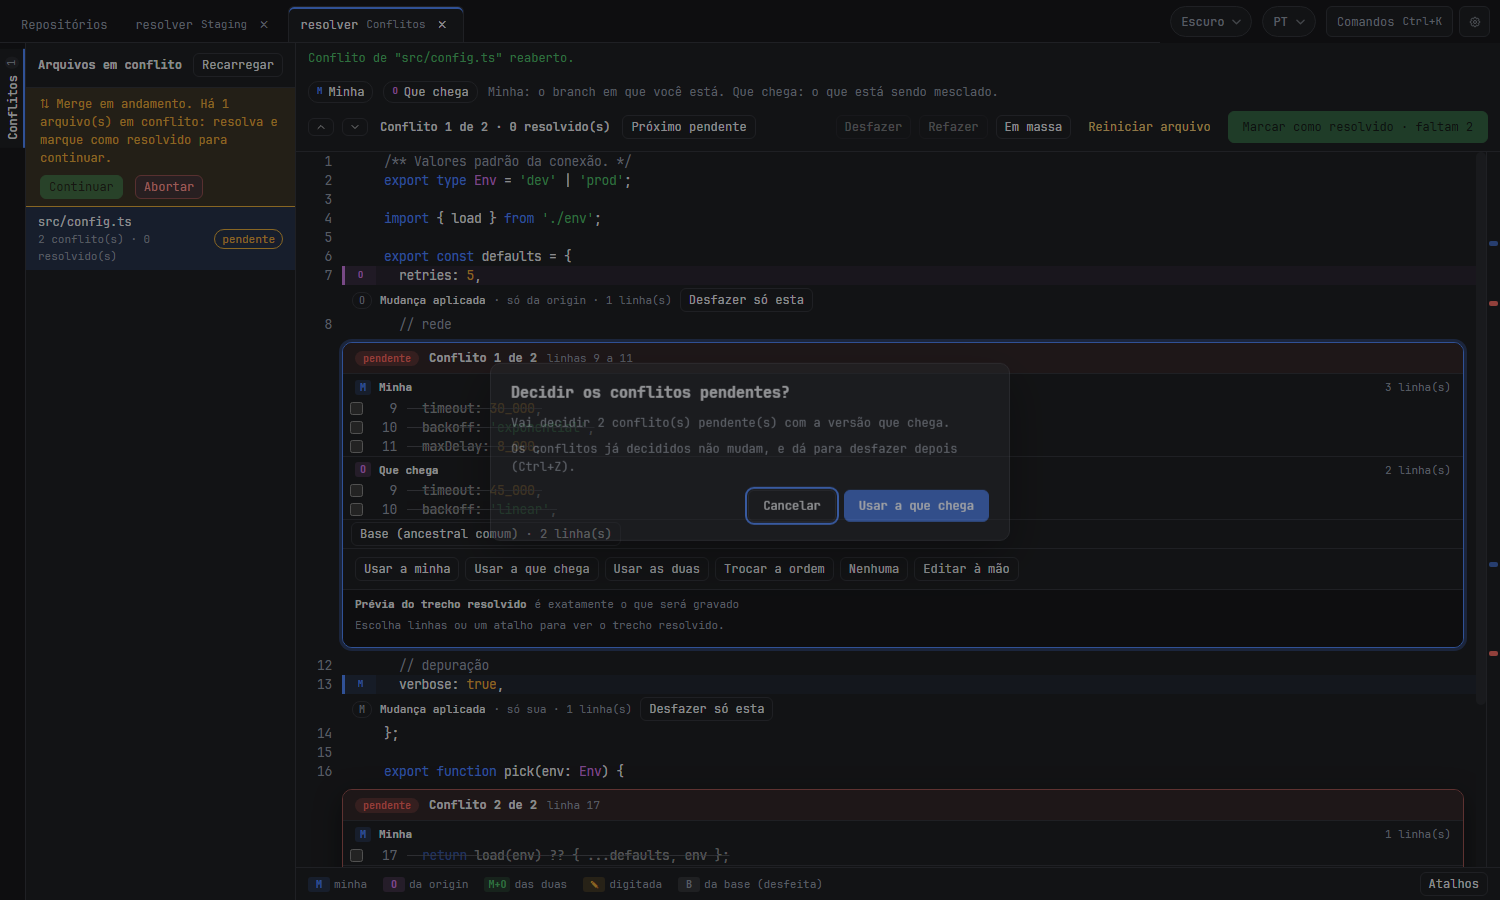 Repositórios
resolver Staging ×
resolver Conflitos ×
Escuro
PT
Comandos Ctrl+K
Conflitos 1
Arquivos em conflito
Recarregar
⇅ Merge em andamento. Há 1
arquivo(s) em conflito: resolva e
marque como resolvido para
continuar.
Continuar
Abortar
src/config.ts
2 conflito(s) · 0
resolvido(s)
pendente
Conflito de "src/config.ts" reaberto.
M Minha
O Que chega
Minha: o branch em que você está. Que chega: o que está sendo mesclado.
Conflito 1 de 2 · 0 resolvido(s)
Próximo pendente
Desfazer
Refazer
Em massa
Reiniciar arquivo
Marcar como resolvido · faltam 2
1 /** Valores padrão da conexão. */
2 export type Env = 'dev' | 'prod';
3
4 import { load } from './env';
5
6 export const defaults = {
7 O retries: 5,
O Mudança aplicada · só da origin · 1 linha(s) Desfazer só esta
8 // rede
pendente Conflito 1 de 2 linhas 9 a 11
M Minha 3 linha(s)
9 timeout: 30_000,
10 backoff: 'exponential',
11 maxDelay: 8_000,
O Que chega 2 linha(s)
9 timeout: 45_000,
10 backoff: 'linear',
Base (ancestral comum) · 2 linha(s)
Decidir os conflitos pendentes?
Vai decidir 2 conflito(s) pendente(s) com a versão que chega.
Os conflitos já decididos não mudam, e dá para desfazer depois
(Ctrl+Z).
Cancelar
Usar a que chega
Usar a minha
Usar a que chega
Usar as duas
Trocar a ordem
Nenhuma
Editar à mão
Prévia do trecho resolvido é exatamente o que será gravado
Escolha linhas ou um atalho para ver o trecho resolvido.
12 // depuração
13 M verbose: true,
M Mudança aplicada · só sua · 1 linha(s) Desfazer só esta
14 };
15
16 export function pick(env: Env) {
pendente Conflito 2 de 2 linha 17
M Minha 1 linha(s)
17 return load(env) ?? { ...defaults, env };
M minha
O da origin
M+O das duas
digitada
B da base (desfeita)
Atalhos